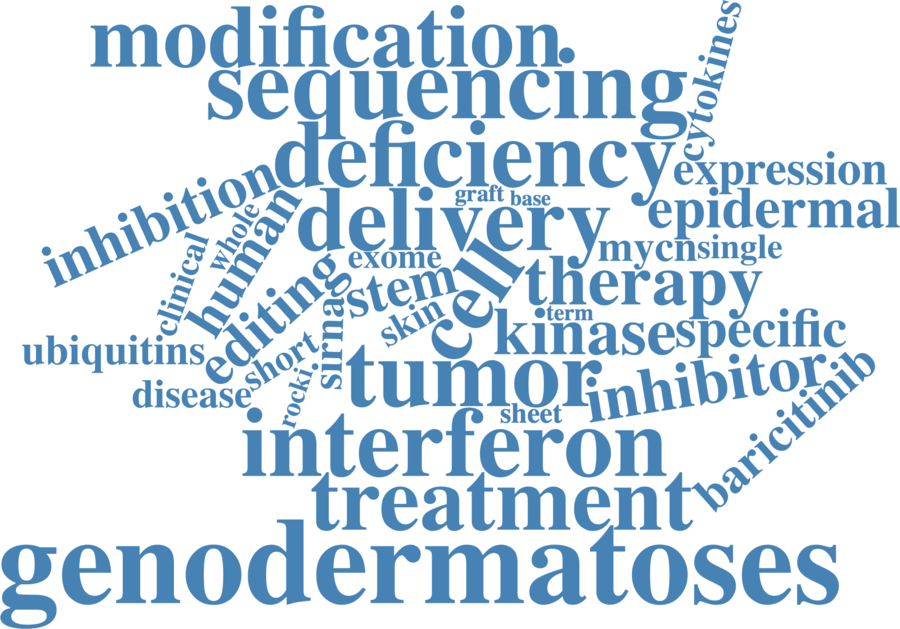 modification
sequencing
cytokines
deficiency
expression
inhibition
graft
base
epidermal
delivery
whole
human
clinical
exome
mycn
single
cell
stem
therapy
editing
skin
term
sirna
kinase
specific
ubiquitins
short
disease
rocki
tumor
inhibitor
baricitinib
sheet
interferon
treatment
genodermatoses